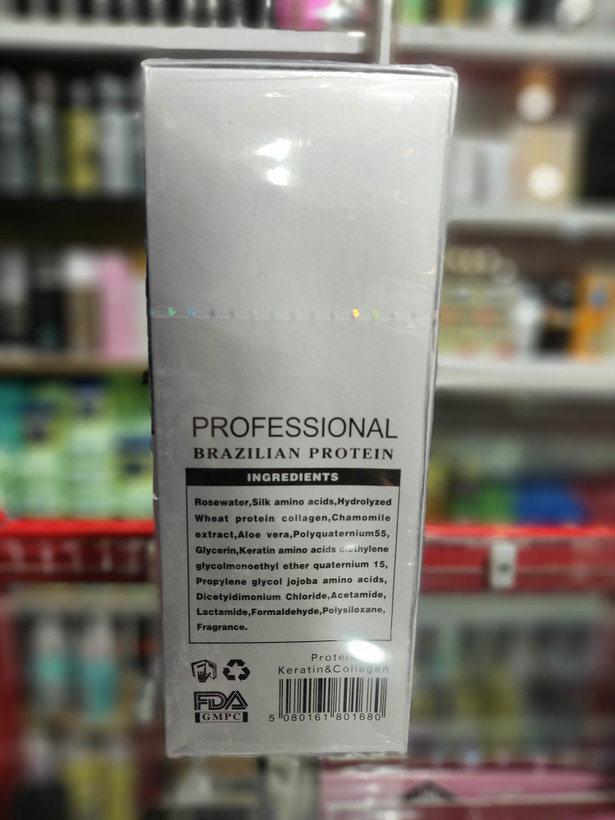 PROFESSIONAL
BRAZILIAN PROTEIN
INGREDIENTS
Rosewater,Silk amino acids,Hydrolyzed
Wheat protein collagen,Chamomile
extract,Aloe vera,Polyquaternium55,
Glycerin,Keratin amino acids diethylene
glycolmonoethyl ether quaternium 15,
Propylene glycol jojoba amino acids,
Dicetyidimonium Chloride,Acetamide,
Lactamide,Formaldehyde,Polysiloxane,
Fragrance.
Keratin&Collagen
FDA
GMPC
5 080161 801680